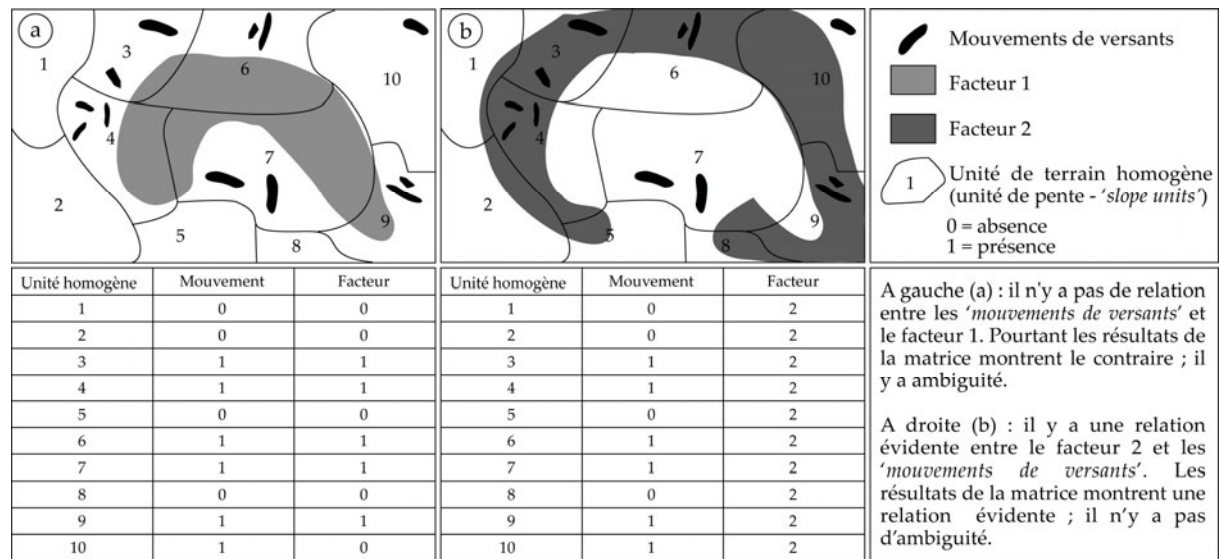 a
1
3
6
10
4
7
2
9
5
8
b
1
3
6
10
4
7
2
9
5
8
Mouvements de versants
Facteur 1
Facteur 2
1
Unité de terrain homogène
(unité de pente - 'slope units')
0 = absence
1 = présence
Unité homogène Mouvement Facteur
1 0 0
2 0 0
3 1 1
4 1 1
5 0 0
6 1 1
7 1 1
8 0 0
9 1 1
10 1 0
Unité homogène Mouvement Facteur
1 0 2
2 0 2
3 1 2
4 1 2
5 0 2
6 1 2
7 1 2
8 0 2
9 1 2
10 1 2
A gauche (a) : il n'y a pas de relation
entre les 'mouvements de versants' et
le facteur 1. Pourtant les résultats de
la matrice montrent le contraire ; il
y a ambiguité.
A droite (b) : il y a une relation
évidente entre le facteur 2 et les
'mouvements de versants'. Les
résultats de la matrice montrent une
relation évidente ; il n'y a pas
d'ambiguité.